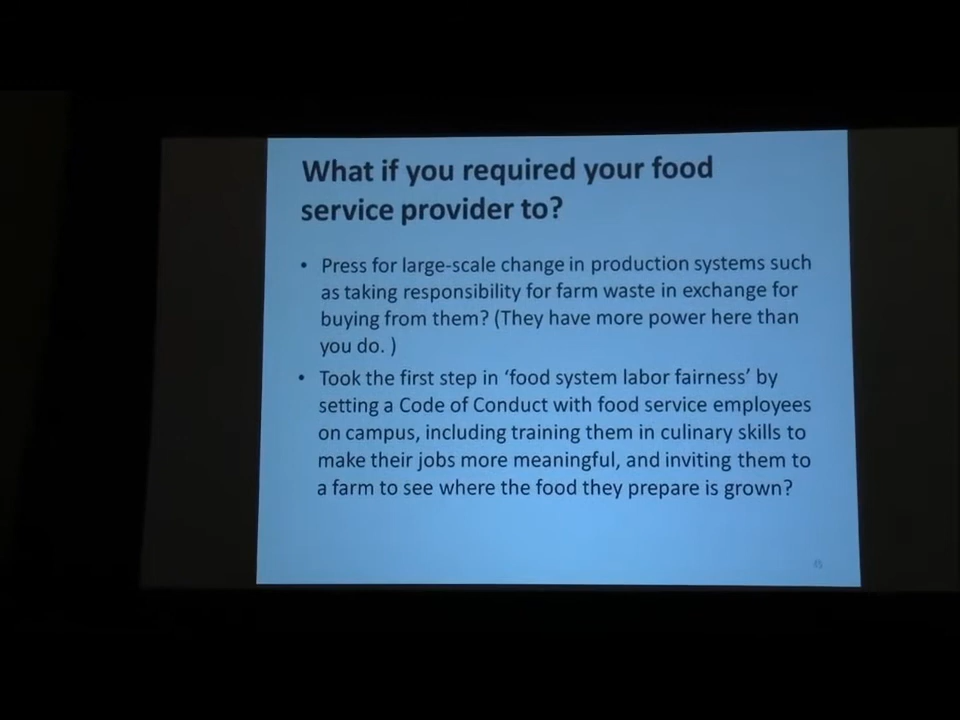 What if you required your food
service provider to?
• Press for large-scale change in production systems such
as taking responsibility for farm waste in exchange for
buying from them? (They have more power here than
you do. )
• Took the first step in ‘food system labor fairness’ by
setting a Code of Conduct with food service employees
on campus, including training them in culinary skills to
make their jobs more meaningful, and inviting them to
a farm to see where the food they prepare is grown?